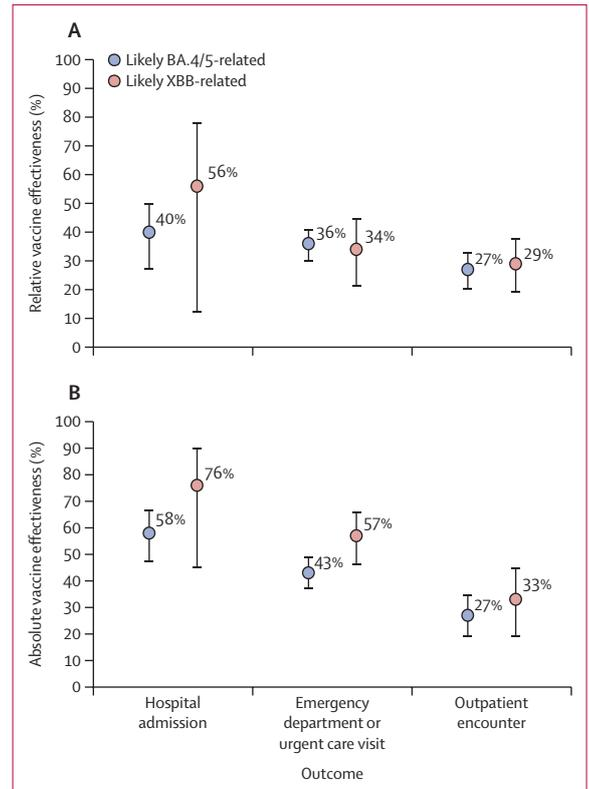 A
Likely BA.4/5-related
Likely XBB-related
Relative vaccine effectiveness (%)
100
90
80
70
60
50
40
30
20
10
0
40%
56%
36%
34%
27%
29%
B
Absolute vaccine effectiveness (%)
100
90
80
70
60
50
40
30
20
10
0
58%
76%
43%
57%
27%
33%
Hospital
admission
Emergency
department or
urgent care visit
Outpatient
encounter
Outcome